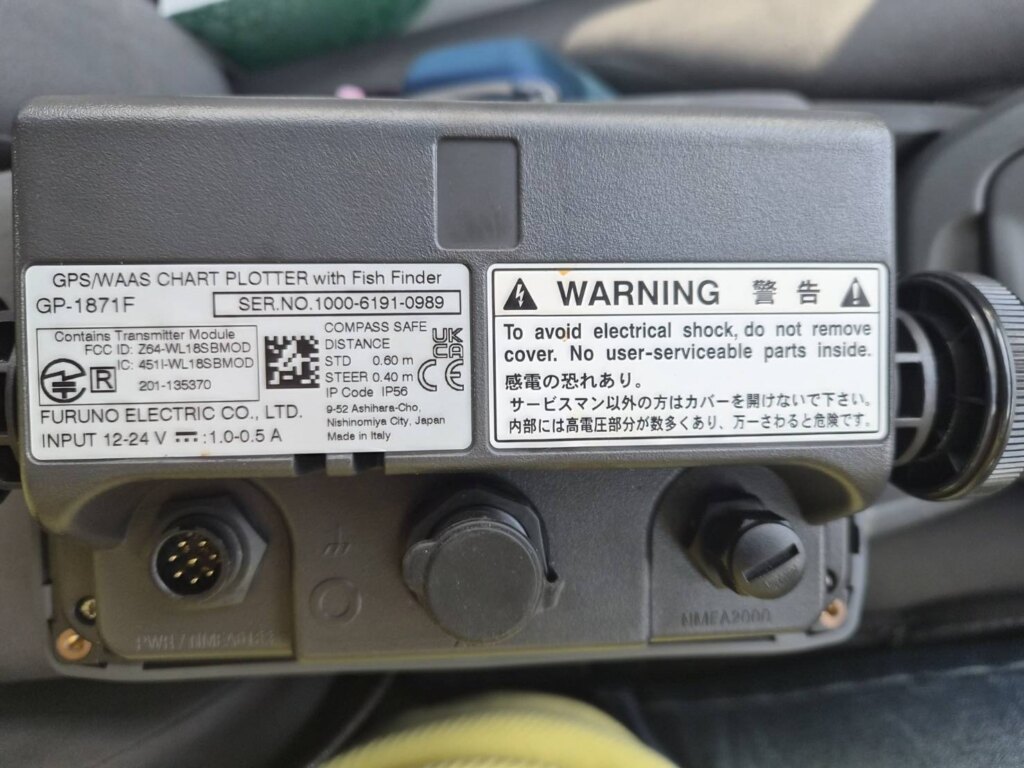 GPS/WAAS CHART PLOTTER with Fish Finder
GP-1871F
SER.NO.1000-6191-0989
Contains Transmitter Module
FCC ID: Z64-WL18SBMOD
IC: 451I-WL18SBMOD
R
201-135370
COMPASS SAFE
DISTANCE
STD 0.60 m
STEER 0.40 m
IP Code IP56
UK
CA
CE
FURUNO ELECTRIC CO., LTD.
9-52 Ashihara-Cho,
Nishinomiya City, Japan
Made in Italy
INPUT 12-24 V ⎓ :1.0-0.5 A
WARNING 警告
To avoid electrical shock, do not remove
cover. No user-serviceable parts inside.
感電の恐れあり。
サービスマン以外の方はカバーを開けないで下さい。
内部には高電圧部分が数多くあり、万一さわると危険です。
PWR / NMEA0183
NMEA2000